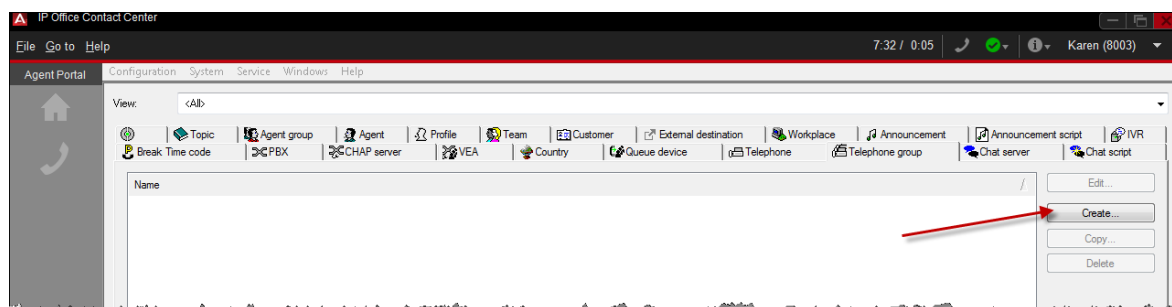 IP Office Contact Center
File Go to Help 7:32 / 0:05 Karen (8003)
Agent Portal Configuration System Service Windows Help
View: <All>
Topic Agent group Agent Profile Team Customer External destination Workplace Announcement Announcement script IVR
Break Time code PBX CHAP server VEA Country Queue device Telephone Telephone group Chat server Chat script
Name / Edit...
Create...
Copy...
Delete